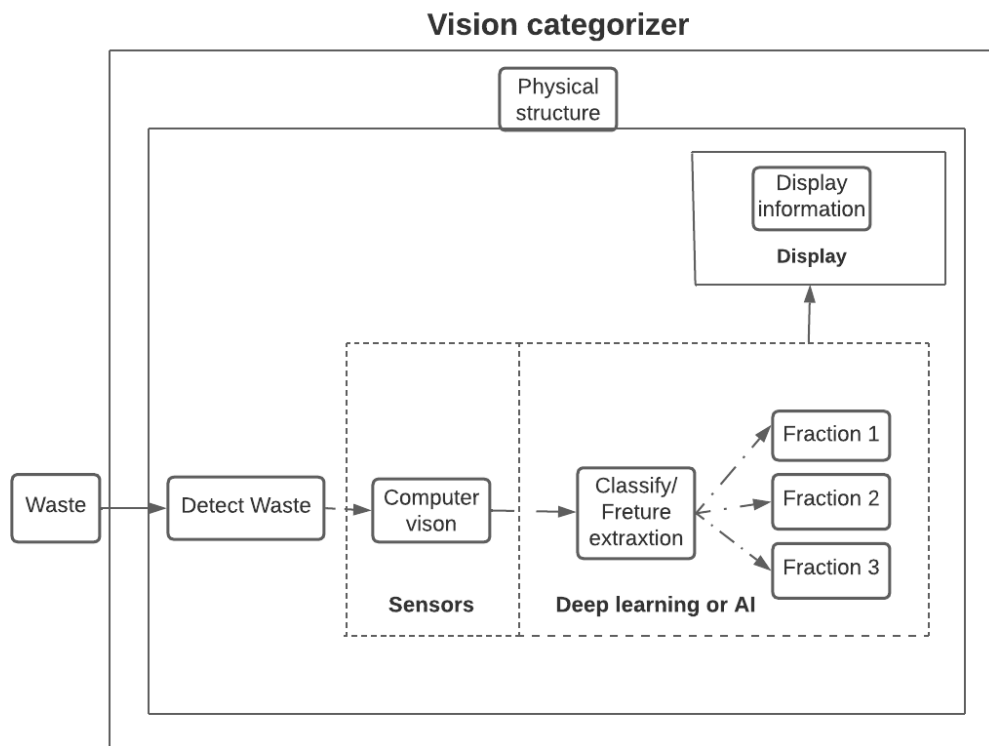 Vision categorizer
Physical
structure
Display
information
Display
Waste
Detect Waste
Computer
vison
Sensors
Classify/
Freture
extraxtion
Deep learning or AI
Fraction 1
Fraction 2
Fraction 3